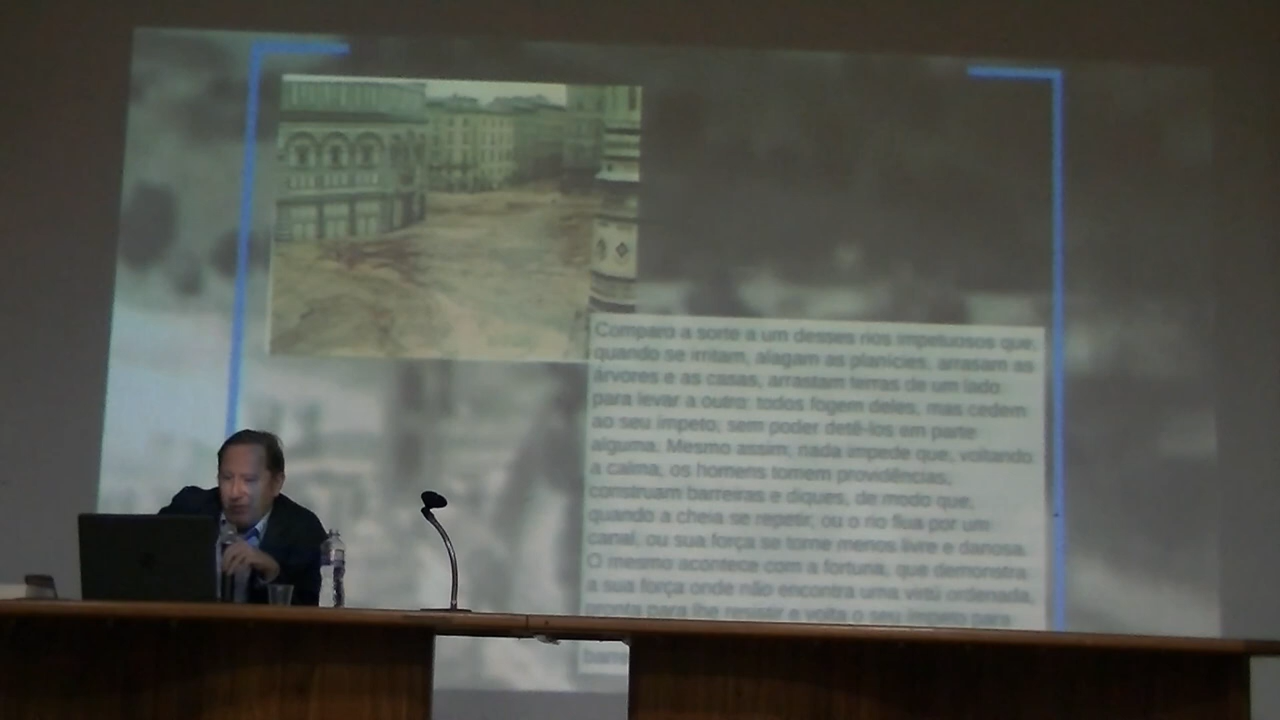 Comparo a sorte a um desses rios impetuosos que,
quando se irritam, alagam as planícies, arrasam as
árvores e as casas, arrastam terras de um lado
para levar a outro: todos fogem deles, mas cedem
ao seu ímpeto, sem poder detê-los em parte
alguma. Mesmo assim, nada impede que, voltando
a calma, os homens tomem providências,
construam barreiras e diques, de modo que,
quando a cheia se repetir, ou o rio flua por um
canal, ou sua força se torne menos livre e danosa.
O mesmo acontece com a fortuna, que demonstra
a sua força onde não encontra uma virtù ordenada,
pronta para lhe resistir e volta o seu ímpeto para